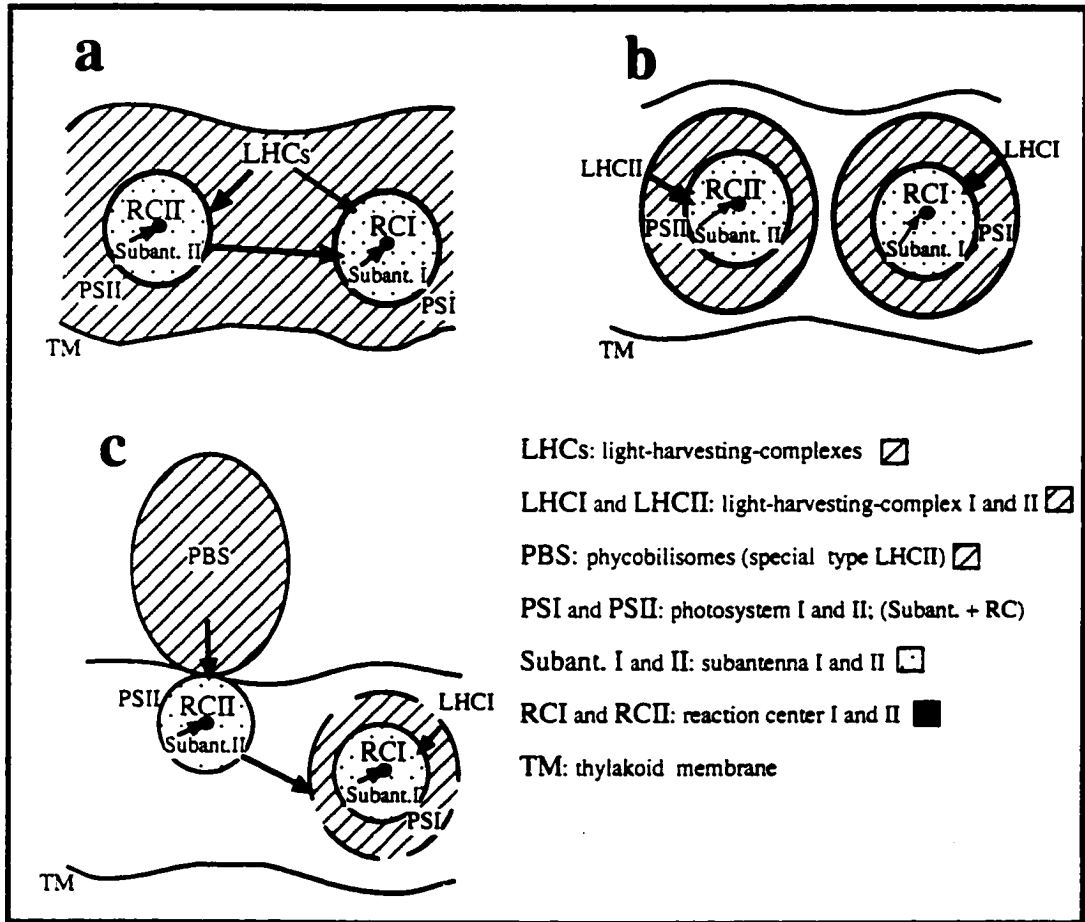 a
LHCs
RCII
Subant. II
PSII
RCI
Subant. I
PSI
TM
b
LHCII
RCII
PSII
Subant. II
LHCI
RCI
Subant. I
PSI
TM
c
PBS
PSII
RCII
Subant.II
LHCI
RCI
Subant.I
PSI
TM
LHCs: light-harvesting-complexes
LHCI and LHCII: light-harvesting-complex I and II
PBS: phycobilisomes (special type LHCII)
PSI and PSII: photosystem I and II; (Subant. + RC)
Subant. I and II: subantenna I and II
RCI and RCII: reaction center I and II
TM: thylakoid membrane